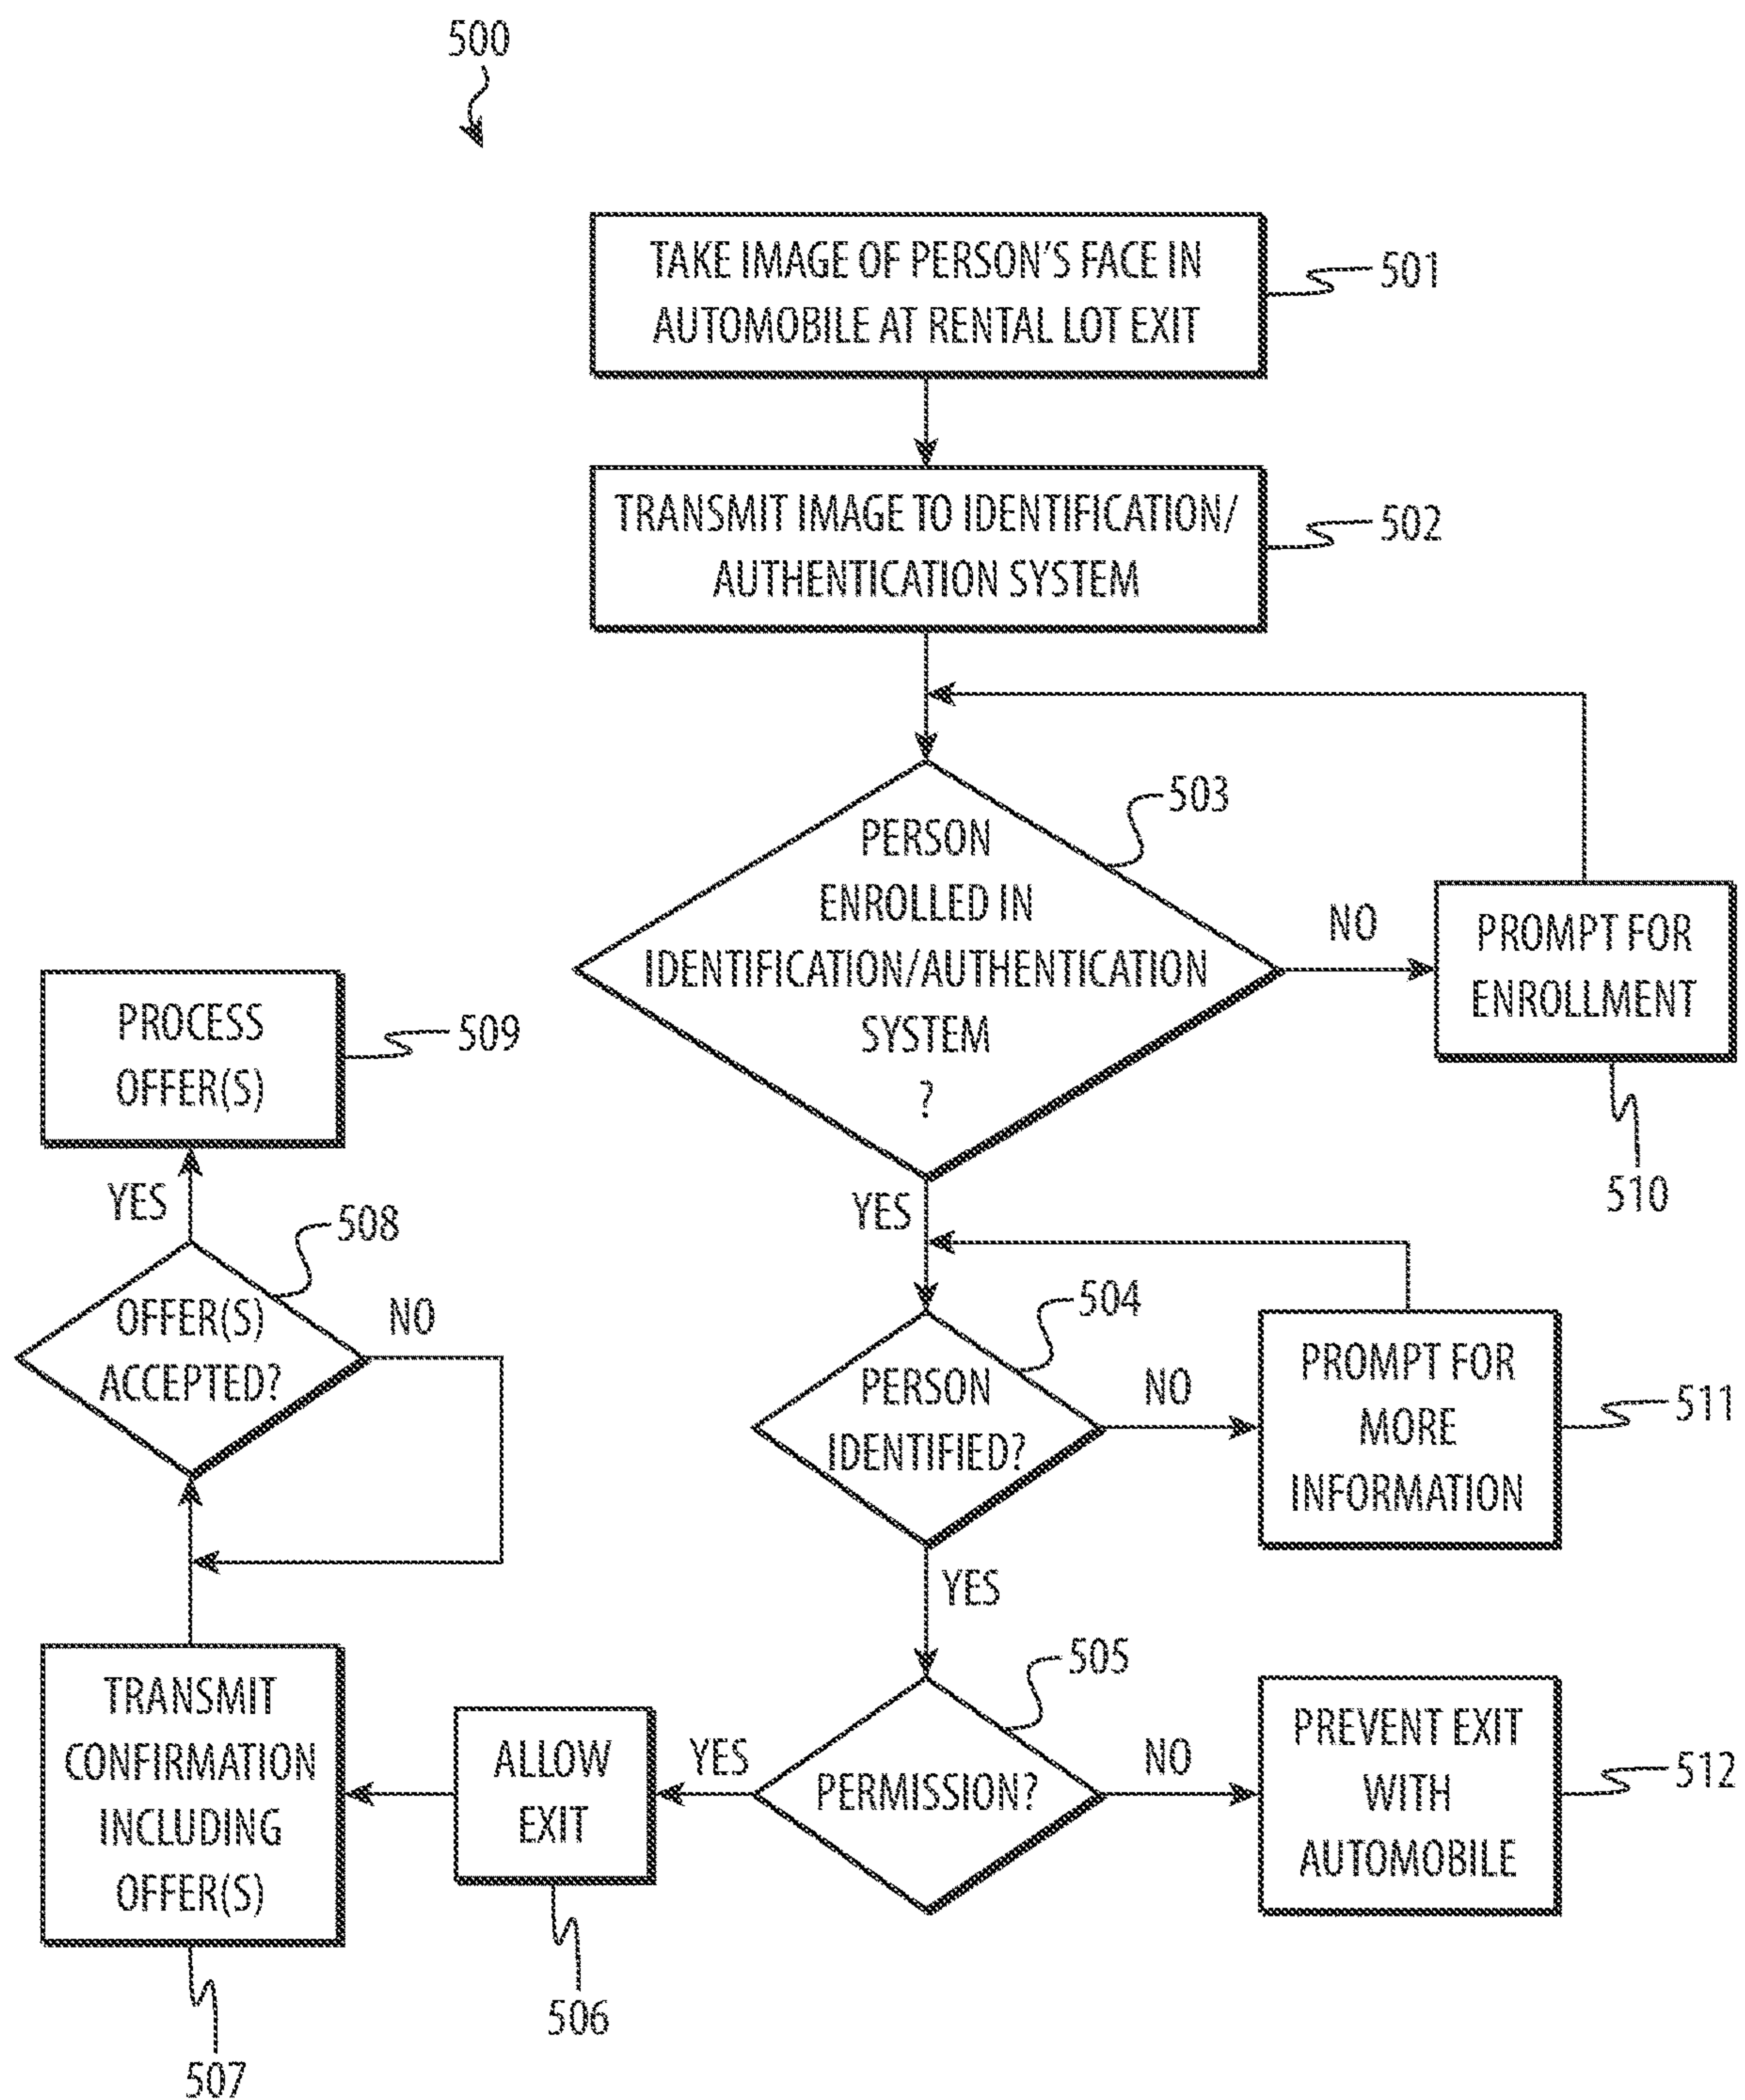 500
TAKE IMAGE OF PERSON'S FACE IN
AUTOMOBILE AT RENTAL LOT EXIT
501
TRANSMIT IMAGE TO IDENTIFICATION/
AUTHENTICATION SYSTEM
502
PERSON
ENROLLED IN
IDENTIFICATION/AUTHENTICATION
SYSTEM
?
503
NO
PROMPT FOR
ENROLLMENT
510
YES
PERSON
IDENTIFIED?
504
NO
PROMPT FOR
MORE
INFORMATION
511
YES
PERMISSION?
505
NO
PREVENT EXIT
WITH
AUTOMOBILE
512
YES
ALLOW
EXIT
506
TRANSMIT
CONFIRMATION
INCLUDING
OFFER(S)
507
OFFER(S)
ACCEPTED?
508
NO
YES
PROCESS
OFFER(S)
509